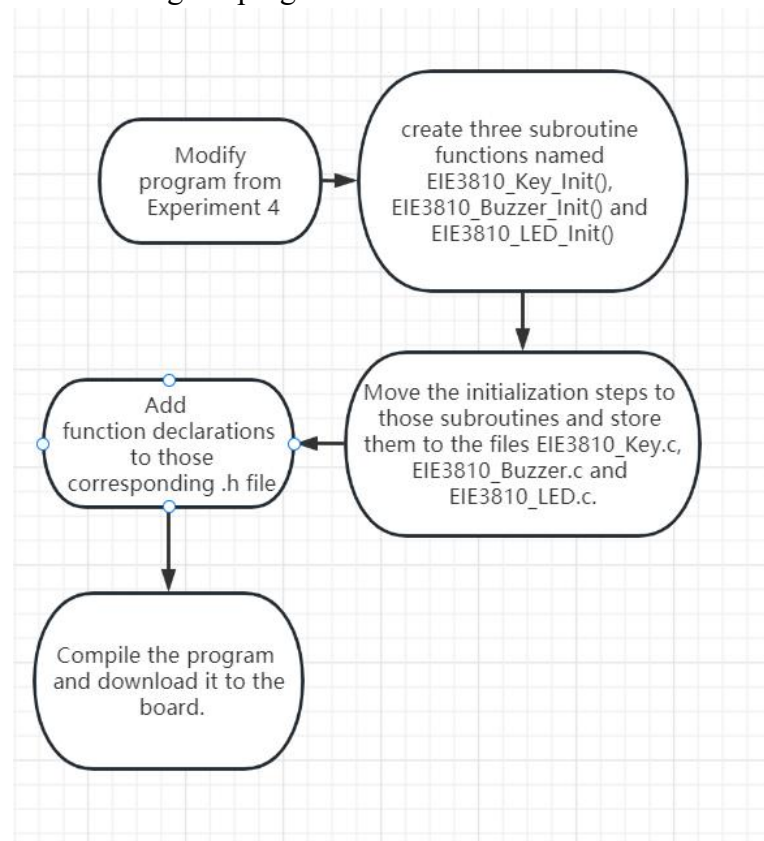 Modify
program from
Experiment 4
create three subroutine
functions named
EIE3810_Key_Init(),
EIE3810_Buzzer_Init() and
EIE3810_LED_Init()
Move the initialization steps to
those subroutines and store
them to the files EIE3810_Key.c,
EIE3810_Buzzer.c and
EIE3810_LED.c.
Add
function declarations
to those
corresponding .h file
Compile the program
and download it to the
board.